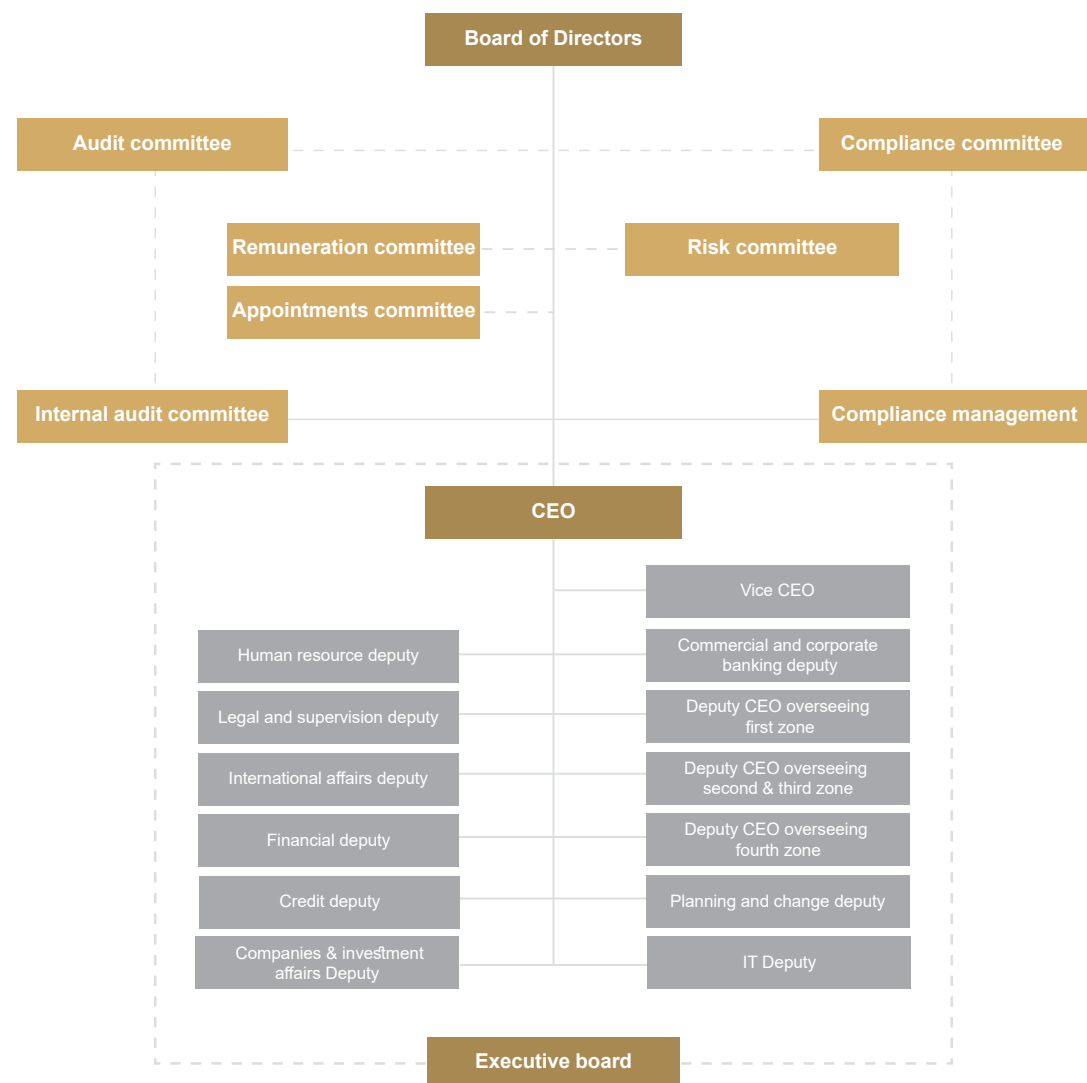 Board of Directors
Audit committee
Compliance committee
Remuneration committee
Risk committee
Appointments committee
Internal audit committee
Compliance management
CEO
Vice CEO
Human resource deputy
Commercial and corporate
banking deputy
Legal and supervision deputy
Deputy CEO overseeing
first zone
International affairs deputy
Deputy CEO overseeing
second & third zone
Financial deputy
Deputy CEO overseeing
fourth zone
Credit deputy
Planning and change deputy
Companies & investment
affairs Deputy
IT Deputy
Executive board